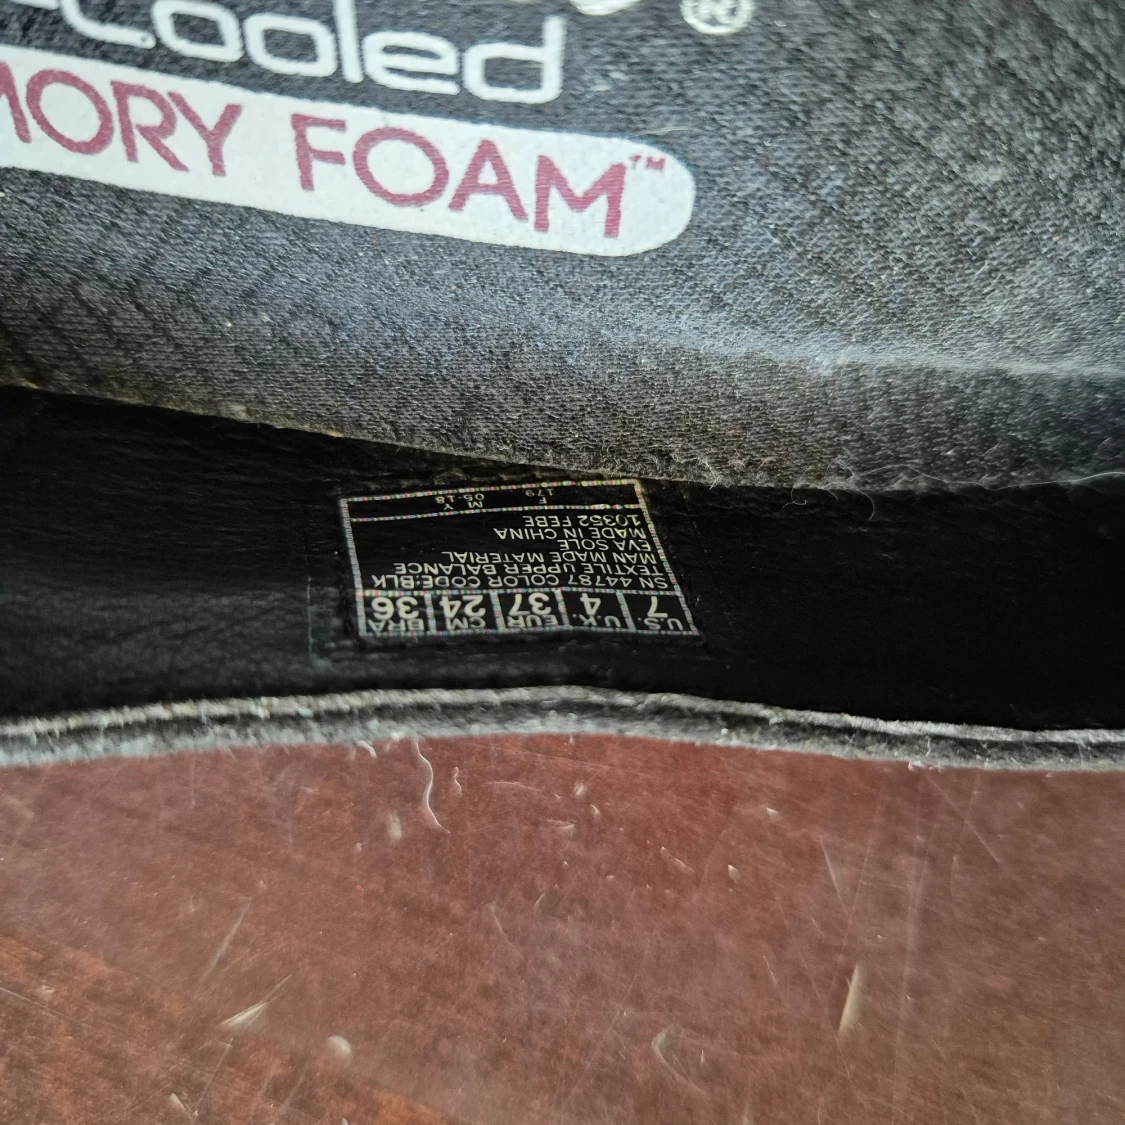 -Cooled
®
MORY FOAM™
U.S. U.K. EUR CM BRA
7 4 37 24 36
SN 44787 COLOR CODE:BLK
TEXTILE UPPER BALANCE
MAN MADE MATERIAL
EVA SOLE
MADE IN CHINA
10352 FEBE
F M Y
179 05-18